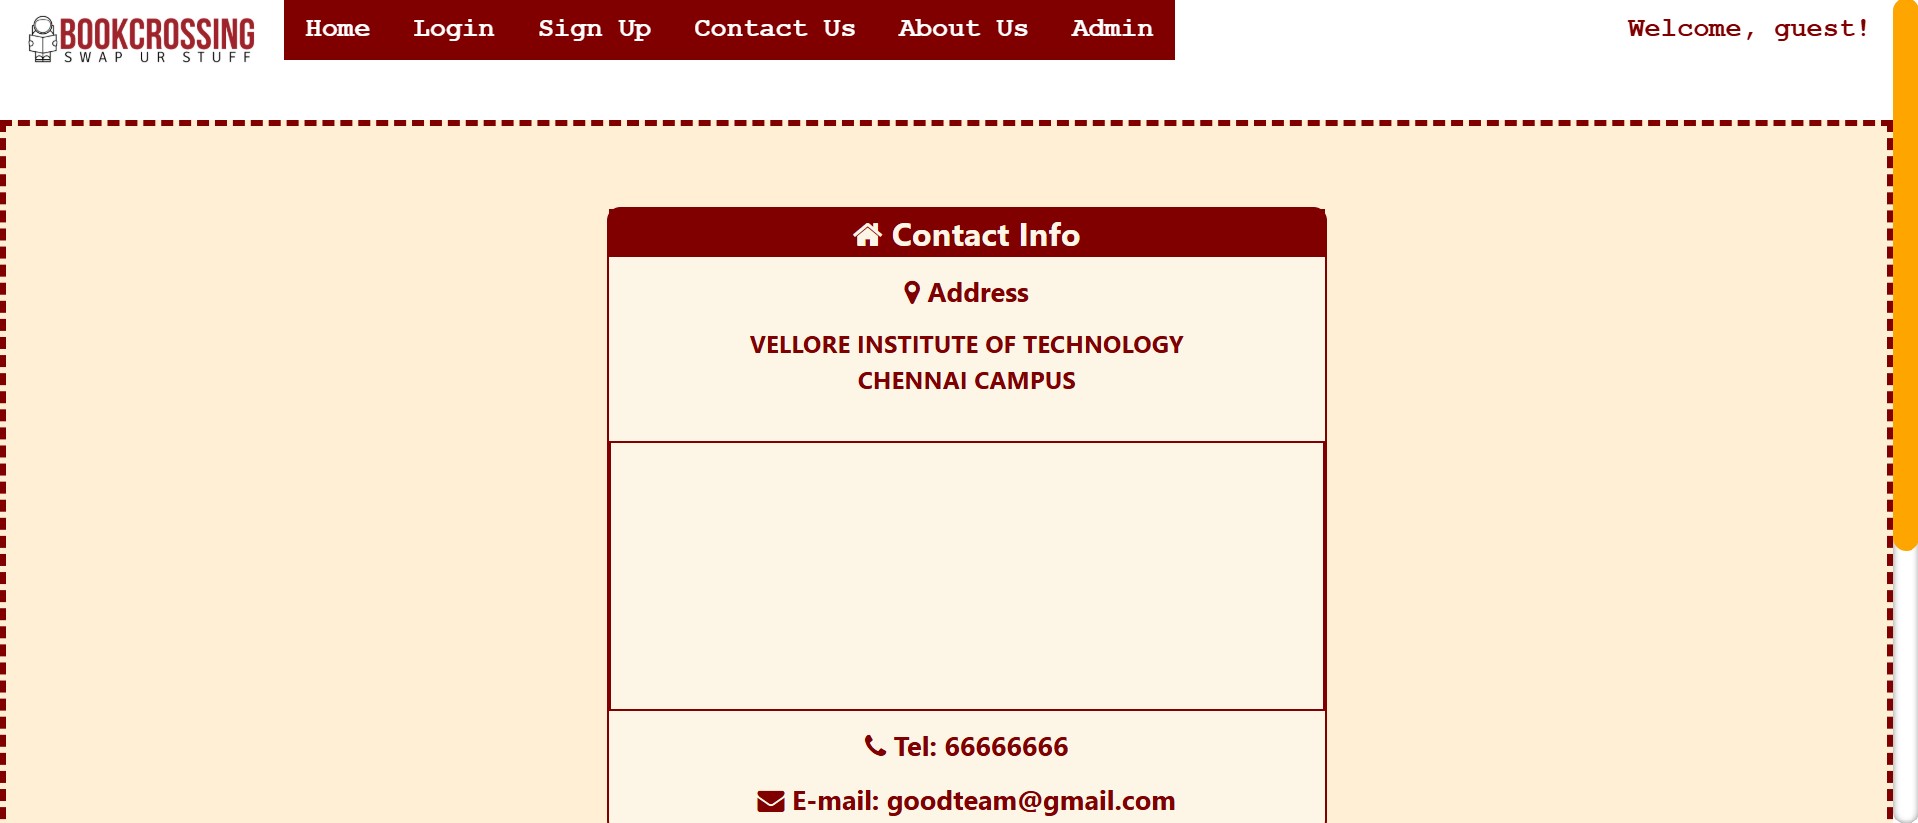 BOOKCROSSING
SWAP UR STUFF
Home Login Sign Up Contact Us About Us Admin
Welcome, guest!
Contact Info
Address
VELLORE INSTITUTE OF TECHNOLOGY
CHENNAI CAMPUS
Tel: 66666666
E-mail: goodteam@gmail.com